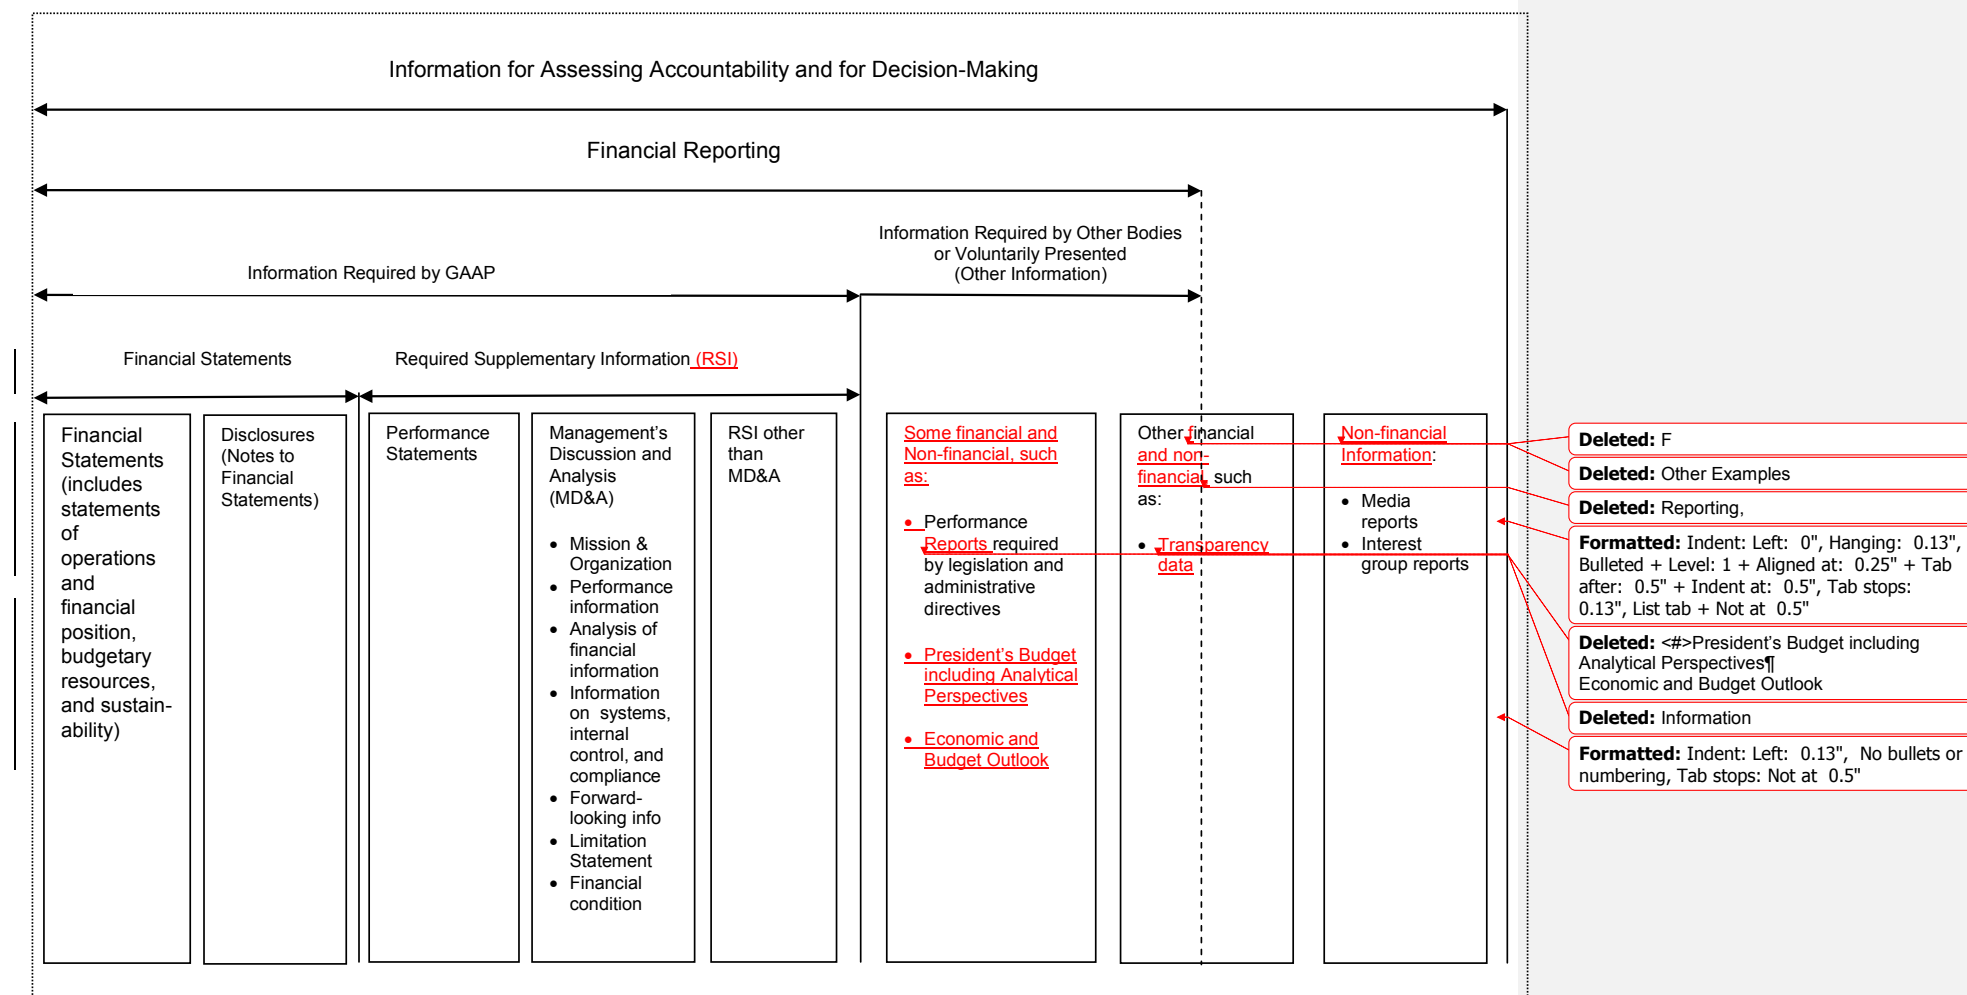 Information for Assessing Accountability and for Decision-Making
Financial Reporting
Information Required by Other Bodies
or Voluntarily Presented
(Other Information)
Information Required by GAAP
Financial Statements
Required Supplementary Information (RSI)
Financial
Statements
(includes
statements
of
operations
and
financial
position,
budgetary
resources,
and sustain-
ability)
Disclosures
(Notes to
Financial
Statements)
Performance
Statements
Management's
Discussion and
Analysis
(MD&A)
• Mission &
Organization
• Performance
information
• Analysis of
financial
information
• Information
on systems,
internal
control, and
compliance
• Forward-
looking info
• Limitation
Statement
• Financial
condition
RSI other
than
MD&A
Some financial and
Non-financial, such
as:
• Performance
Reports required
by legislation and
administrative
directives
• President's Budget
including Analytical
Perspectives
• Economic and
Budget Outlook
Other financial
and non-
financial, such
as:
• Transparency
data
Non-financial
Information:
• Media
reports
• Interest
group reports
Deleted: F
Deleted: Other Examples
Deleted: Reporting,
Formatted: Indent: Left: 0", Hanging: 0.13",
Bulleted + Level: 1 + Aligned at: 0.25" + Tab
after: 0.5" + Indent at: 0.5", Tab stops:
0.13", List tab + Not at 0.5"
Deleted: <#>President's Budget including
Analytical Perspectives¶
Economic and Budget Outlook
Deleted: Information
Formatted: Indent: Left: 0.13", No bullets or
numbering, Tab stops: Not at 0.5"